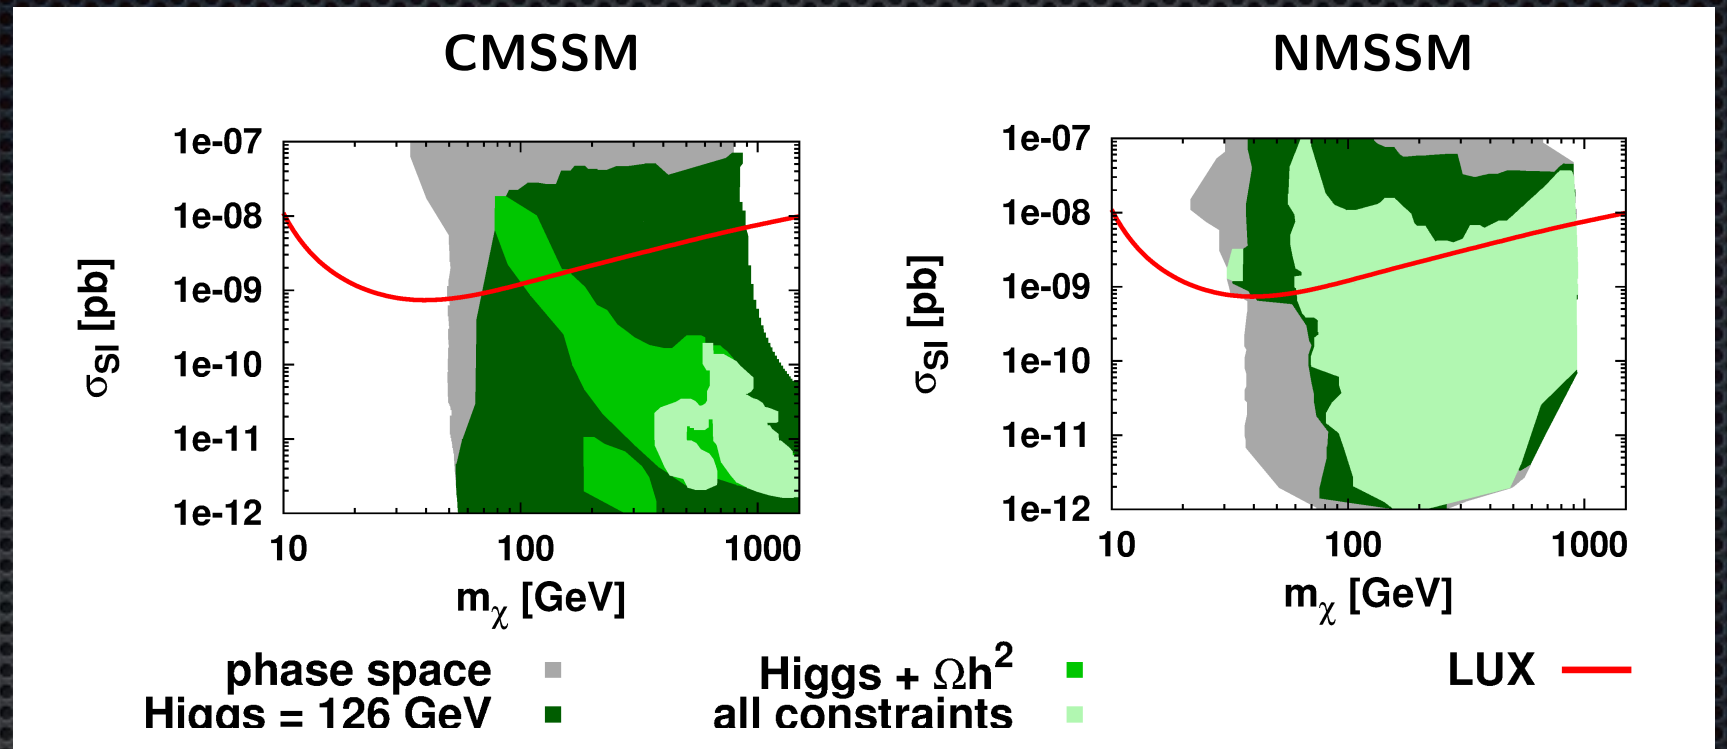 CMSSM
NMSSM
1e-07
1e-08
1e-09
1e-10
1e-11
1e-12
σSI [pb]
10
100
1000
mχ [GeV]
1e-07
1e-08
1e-09
1e-10
1e-11
1e-12
σSI [pb]
10
100
1000
mχ [GeV]
phase space
Higgs + Ωh²
LUX
Higgs = 126 GeV
all constraints